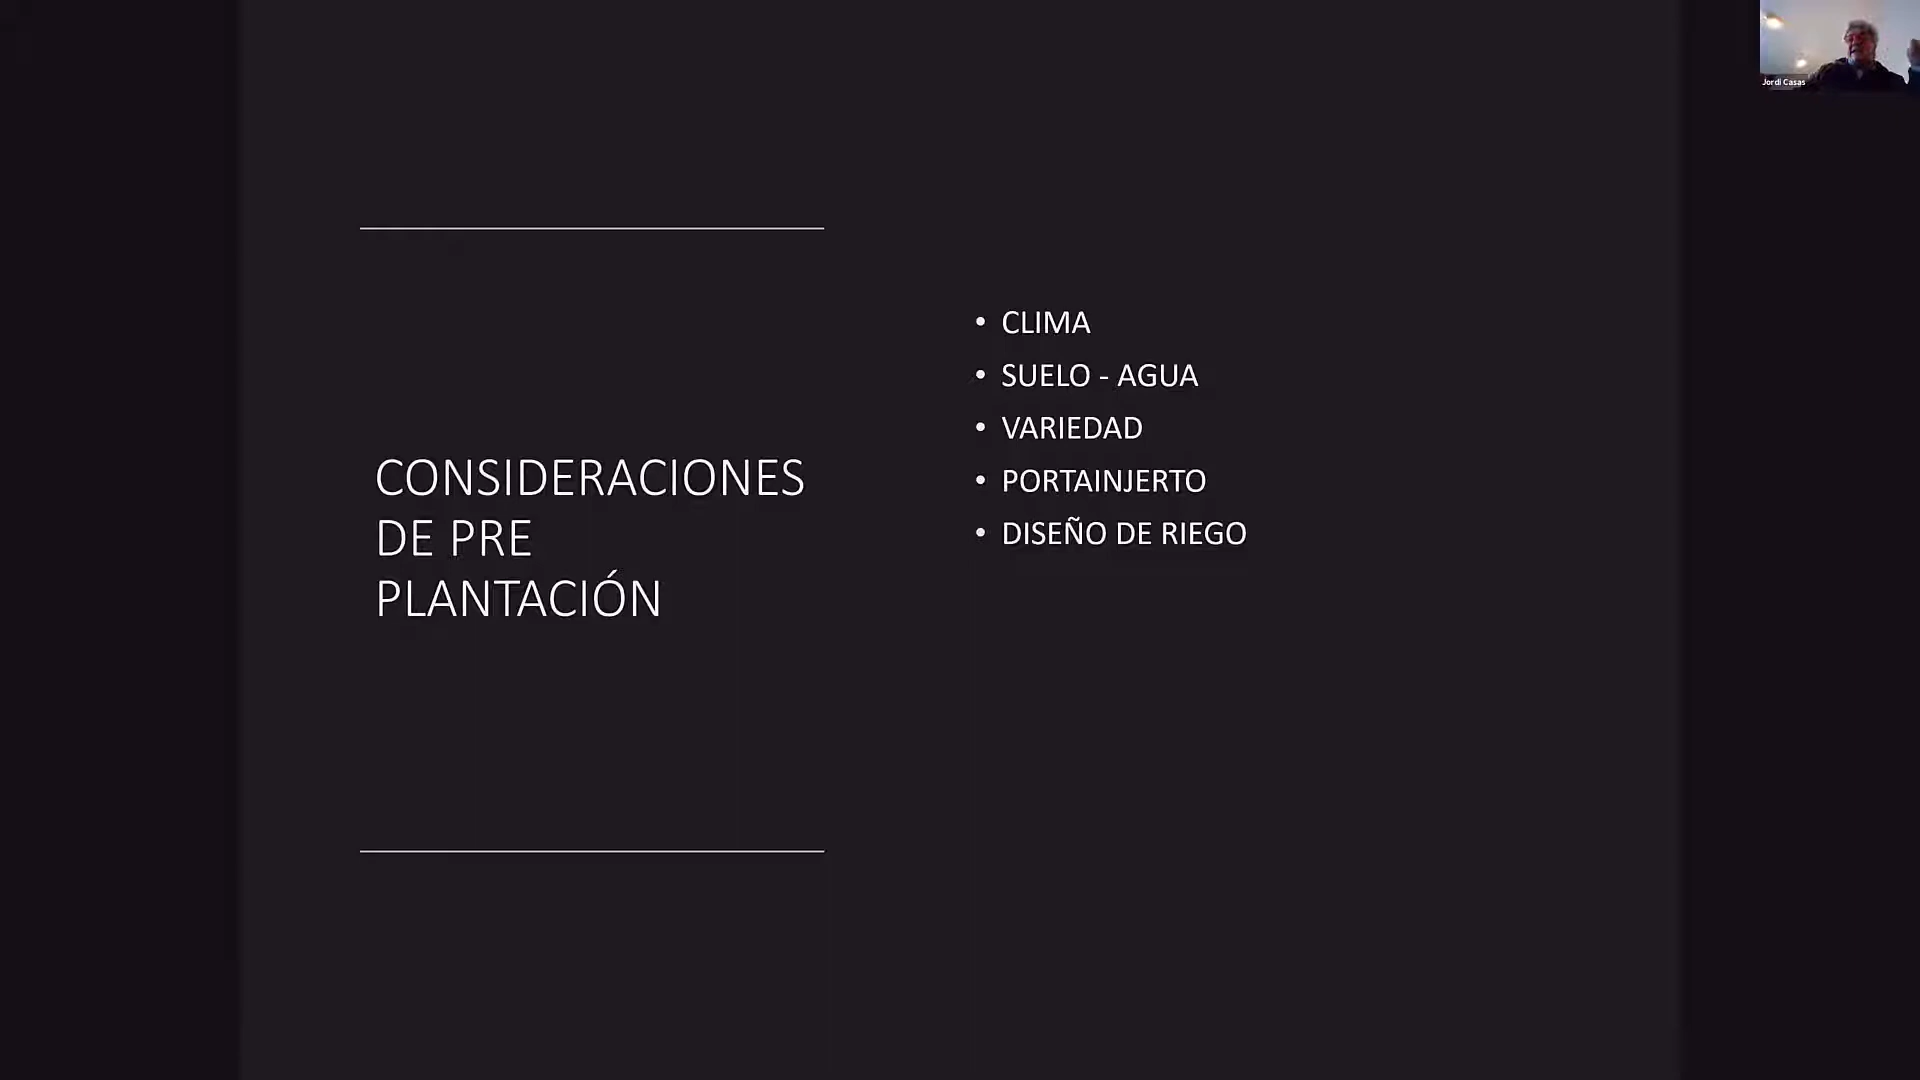 Jordi Casas
CONSIDERACIONES
DE PRE
PLANTACIÓN
• CLIMA
• SUELO - AGUA
• VARIEDAD
• PORTAINJERTO
• DISEÑO DE RIEGO